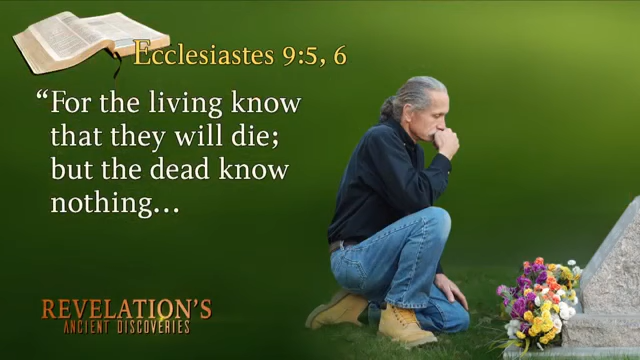 Ecclesiastes 9:5, 6
“For the living know
that they will die;
but the dead know
nothing...
REVELATION'S
ANCIENT DISCOVERIES